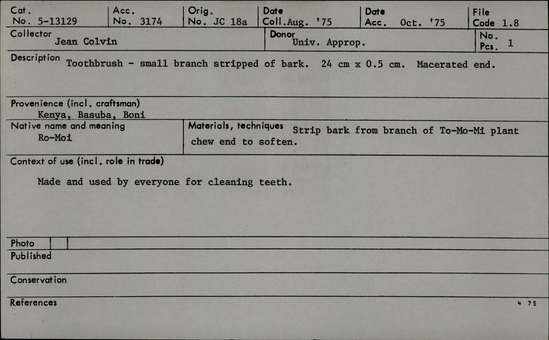 Cat. No. 5-13129 Acc. No. 3174 Orig. No. JC 18a Date Coll. Aug. '75 Date Acc. Oct. '75 File Code 1.8
Collector Jean Colvin Donor Univ. Approp. No. Pcs. 1
Description Toothbrush - small branch stripped of bark. 24 cm x 0.5 cm. Macerated end.
Provenience (incl. craftsman)
Kenya, Basuba, Boni
Native name and meaning
Ro-Moi
Materials, techniques Strip bark from branch of To-Mo-Mi plant
chew end to soften.
Context of use (incl. role in trade)
Made and used by everyone for cleaning teeth.
Photo
Published
Conservation
References 4 75